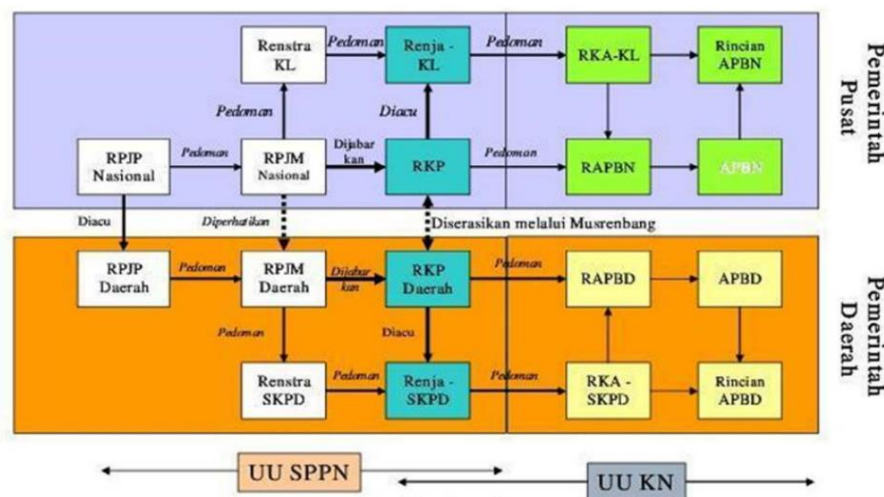 Renstra
KL
Pedoman
Renja -
KL
Pedoman
RKA-KL
Rincian
APBN
Pedoman
Diacu
RPJP
Nasional
Pedoman
RPJM
Nasional
Dijabar
kan
RKP
Pedoman
RAPBN
APBN
Pemerintah
Pusat
Diacu
Diperhatikan
Diserasikan melalui Musrenbang
RPJP
Daerah
Pedoman
RPJM
Daerah
Dijabar
kan
RKP
Daerah
Pedoman
RAPBD
APBD
Pedoman
Diacu
Renstra
SKPD
Pedoman
Renja -
SKPD
Pedoman
RKA -
SKPD
Rincian
APBD
Pemerintah
Daerah
UU SPPN
UU KN